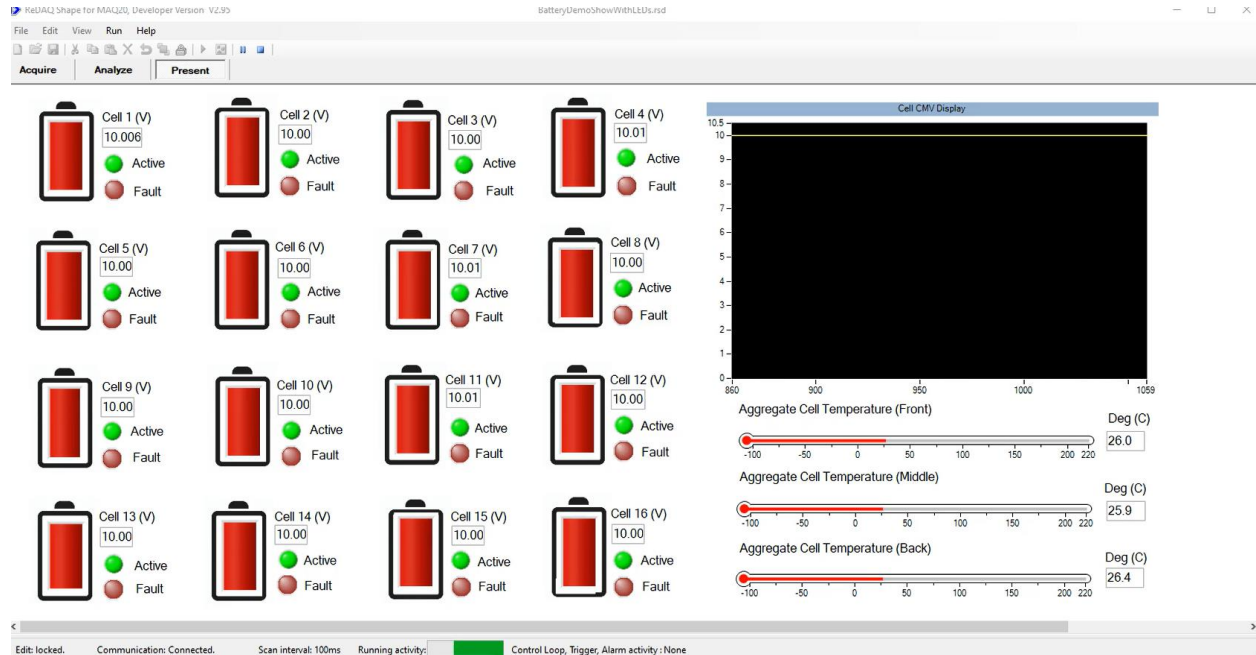 ReDAQ Shape for MAQ20, Developer Version V2.95 BatteryDemoShowWithLEDs.rsd
File Edit View Run Help
Acquire Analyze Present
Cell 1 (V) Cell 2 (V) Cell 3 (V) Cell 4 (V)
10.006 10.00 10.00 10.01
Active Active Active Active
Fault Fault Fault Fault
Cell 5 (V) Cell 6 (V) Cell 7 (V) Cell 8 (V)
10.00 10.00 10.01 10.00
Active Active Active Active
Fault Fault Fault Fault
Cell 9 (V) Cell 10 (V) Cell 11 (V) Cell 12 (V)
10.00 10.00 10.01 10.00
Active Active Active Active
Fault Fault Fault Fault
Cell 13 (V) Cell 14 (V) Cell 15 (V) Cell 16 (V)
10.00 10.00 10.00 10.00
Active Active Active Active
Fault Fault Fault Fault
Cell CMV Display
10.5
10
9
8
7
6
5
4
3
2
1
0
860 900 950 1000 1059
Aggregate Cell Temperature (Front) Deg (C)
26.0
-100 -50 0 50 100 150 200 220
Aggregate Cell Temperature (Middle) Deg (C)
25.9
-100 -50 0 50 100 150 200 220
Aggregate Cell Temperature (Back) Deg (C)
26.4
-100 -50 0 50 100 150 200 220
Edit: locked. Communication: Connected. Scan interval: 100ms Running activity: Control Loop, Trigger, Alarm activity : None